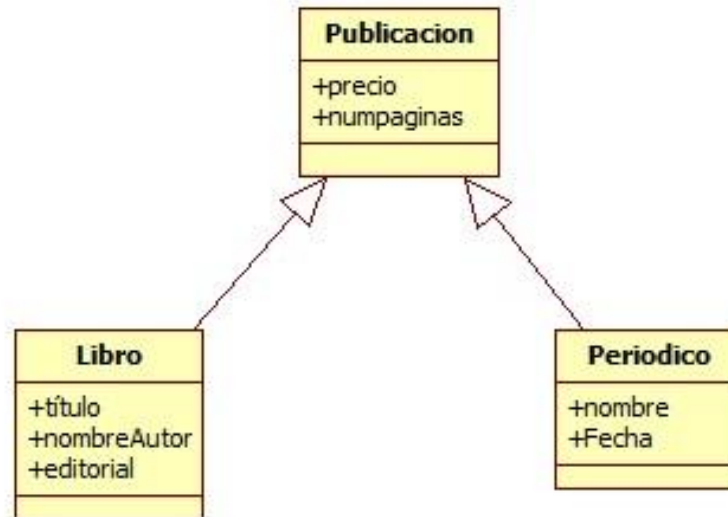 Publicacion
+precio
+numpaginas
Libro
+título
+nombreAutor
+editorial
Periodico
+nombre
+Fecha